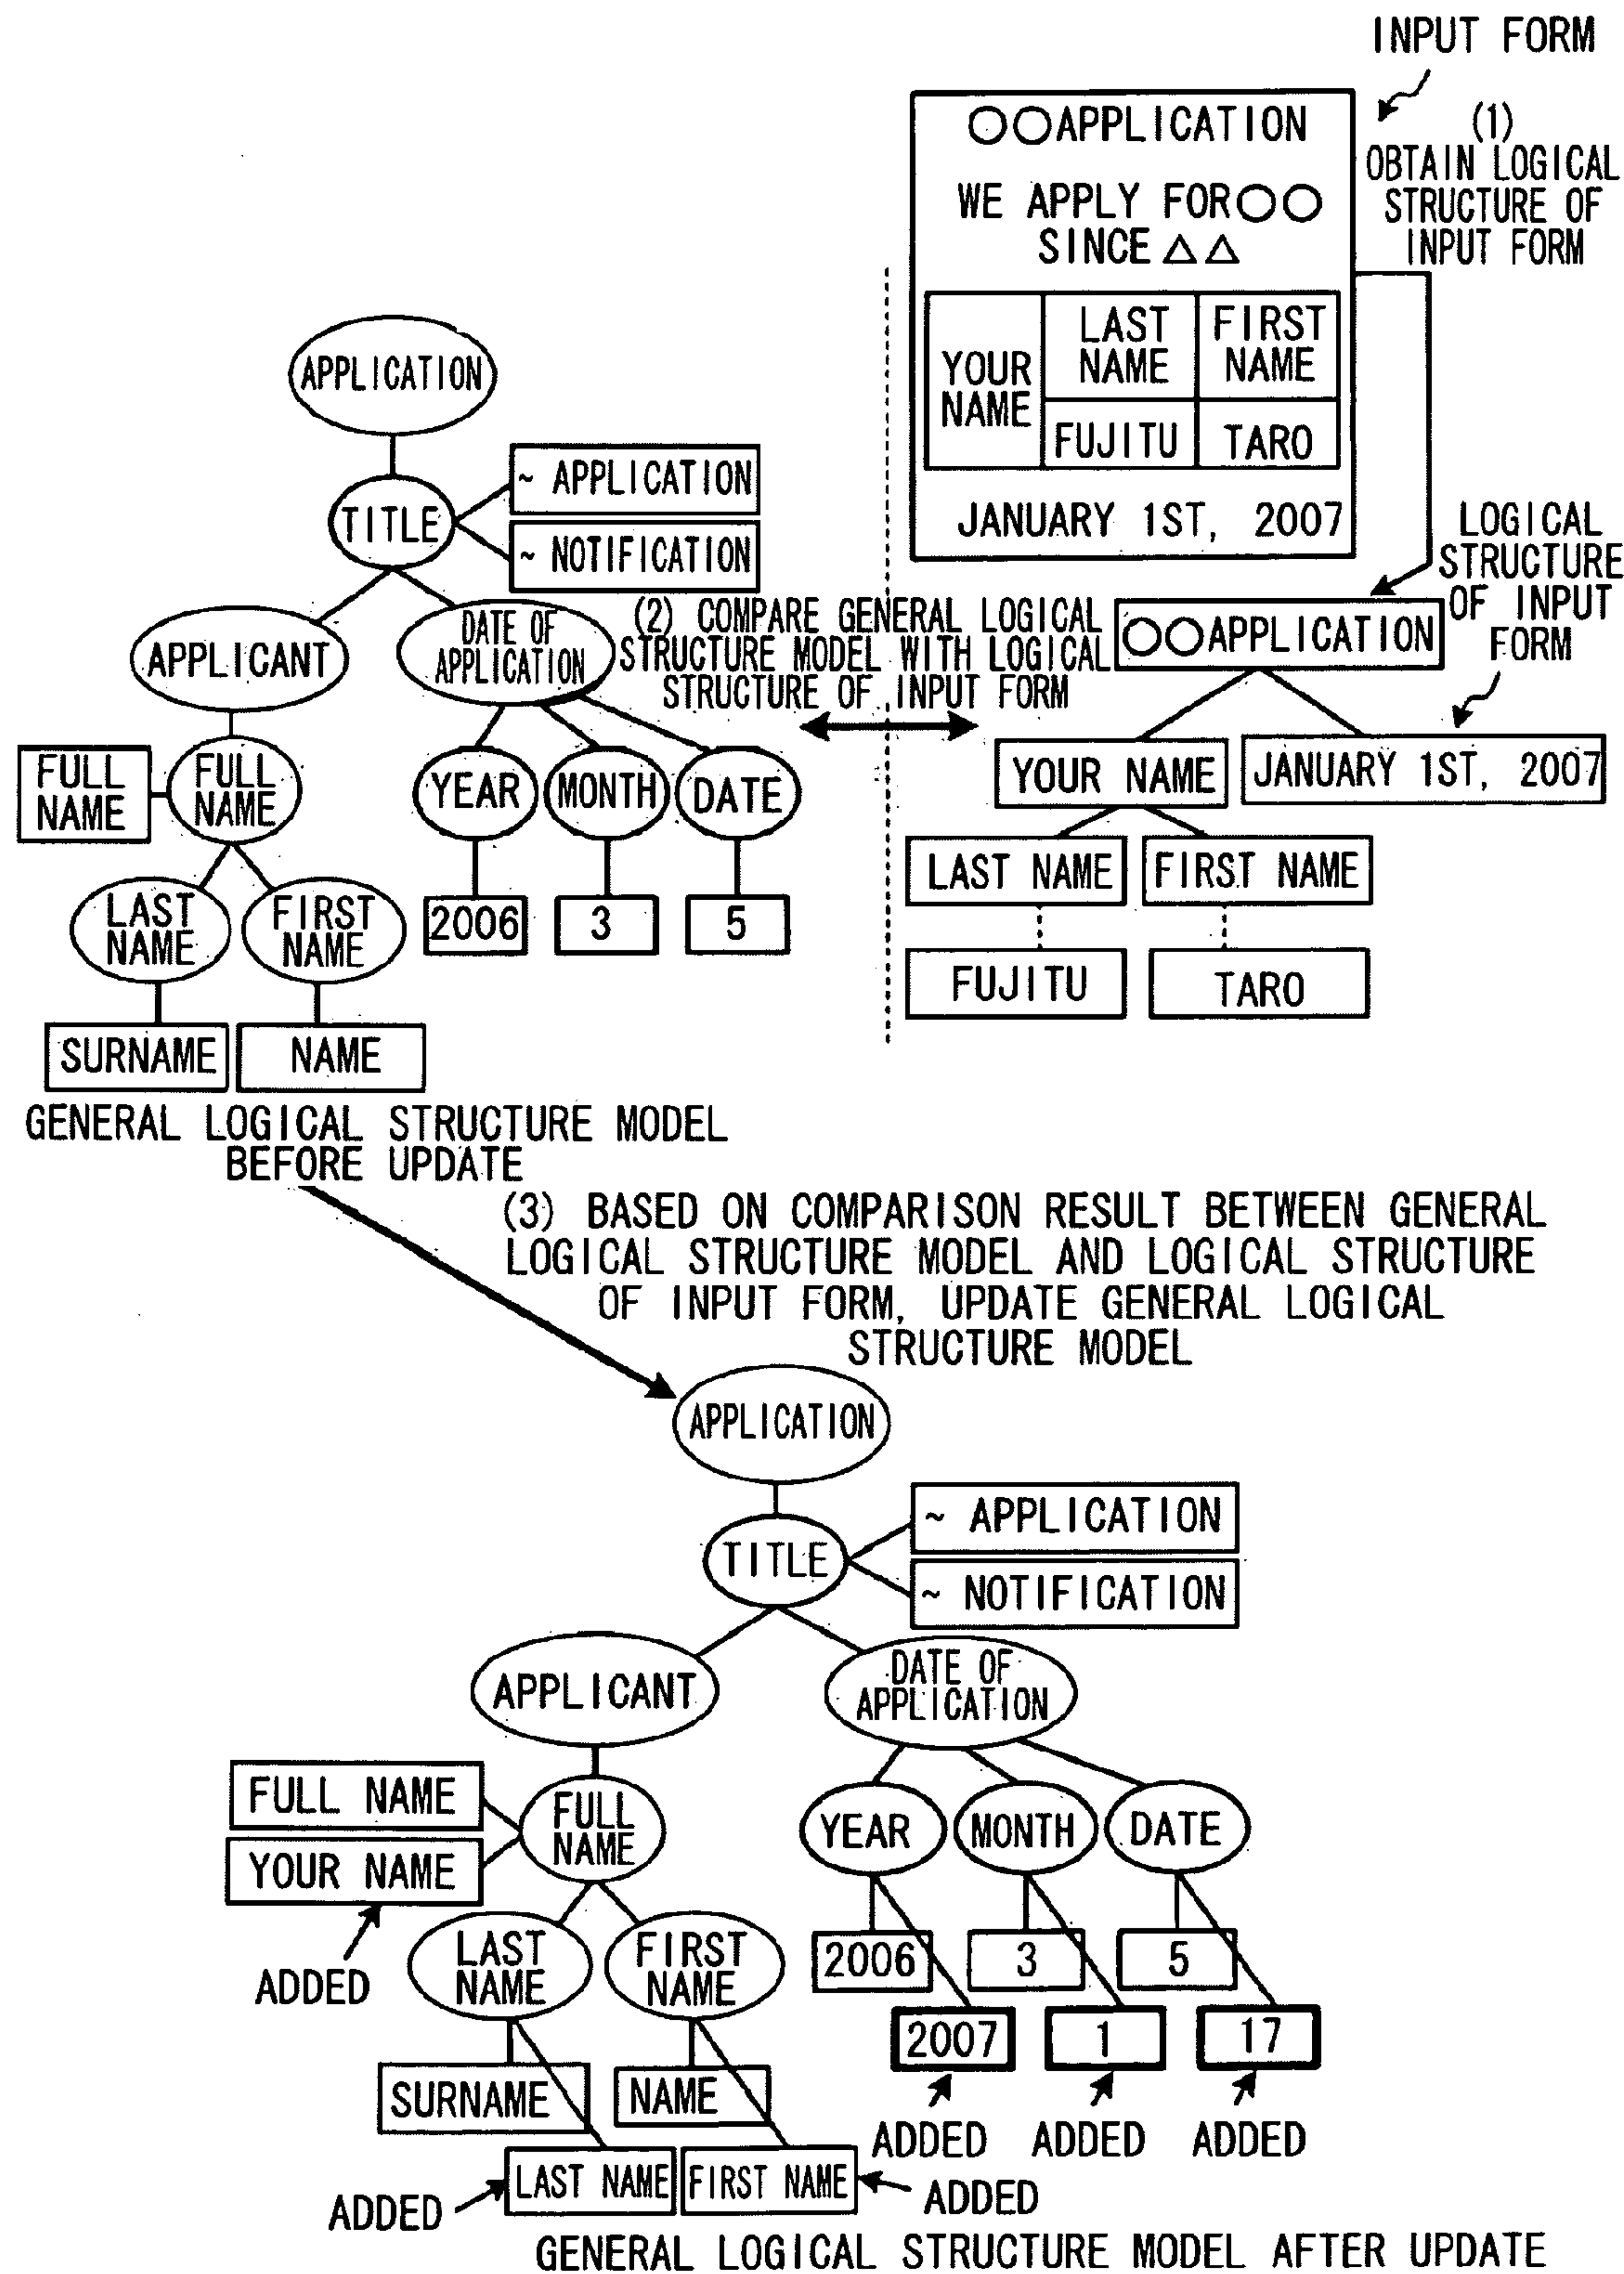 INPUT FORM
(1)
OBTAIN LOGICAL
STRUCTURE OF
INPUT FORM
○○APPLICATION
WE APPLY FOR○○
SINCE△△
YOUR
NAME
LAST
NAME
FIRST
NAME
FUJITU
TARO
JANUARY 1ST, 2007
LOGICAL
STRUCTURE
OF INPUT
FORM
○○APPLICATION
YOUR NAME
JANUARY 1ST, 2007
LAST NAME
FIRST NAME
FUJITU
TARO
(2) COMPARE GENERAL LOGICAL
STRUCTURE MODEL WITH LOGICAL
STRUCTURE OF INPUT FORM
APPLICATION
TITLE
~ APPLICATION
~ NOTIFICATION
APPLICANT
DATE OF
APPLICATION
FULL
NAME
FULL
NAME
YEAR
MONTH
DATE
LAST
NAME
FIRST
NAME
2006
3
5
SURNAME
NAME
GENERAL LOGICAL STRUCTURE MODEL
BEFORE UPDATE
(3) BASED ON COMPARISON RESULT BETWEEN GENERAL
LOGICAL STRUCTURE MODEL AND LOGICAL STRUCTURE
OF INPUT FORM, UPDATE GENERAL LOGICAL
STRUCTURE MODEL
APPLICATION
TITLE
~ APPLICATION
~ NOTIFICATION
APPLICANT
DATE OF
APPLICATION
FULL NAME
YOUR NAME
FULL
NAME
YEAR
MONTH
DATE
ADDED
LAST
NAME
FIRST
NAME
2006
3
5
2007
1
17
SURNAME
NAME
ADDED
ADDED
ADDED
LAST NAME
FIRST NAME
ADDED
ADDED
GENERAL LOGICAL STRUCTURE MODEL AFTER UPDATE